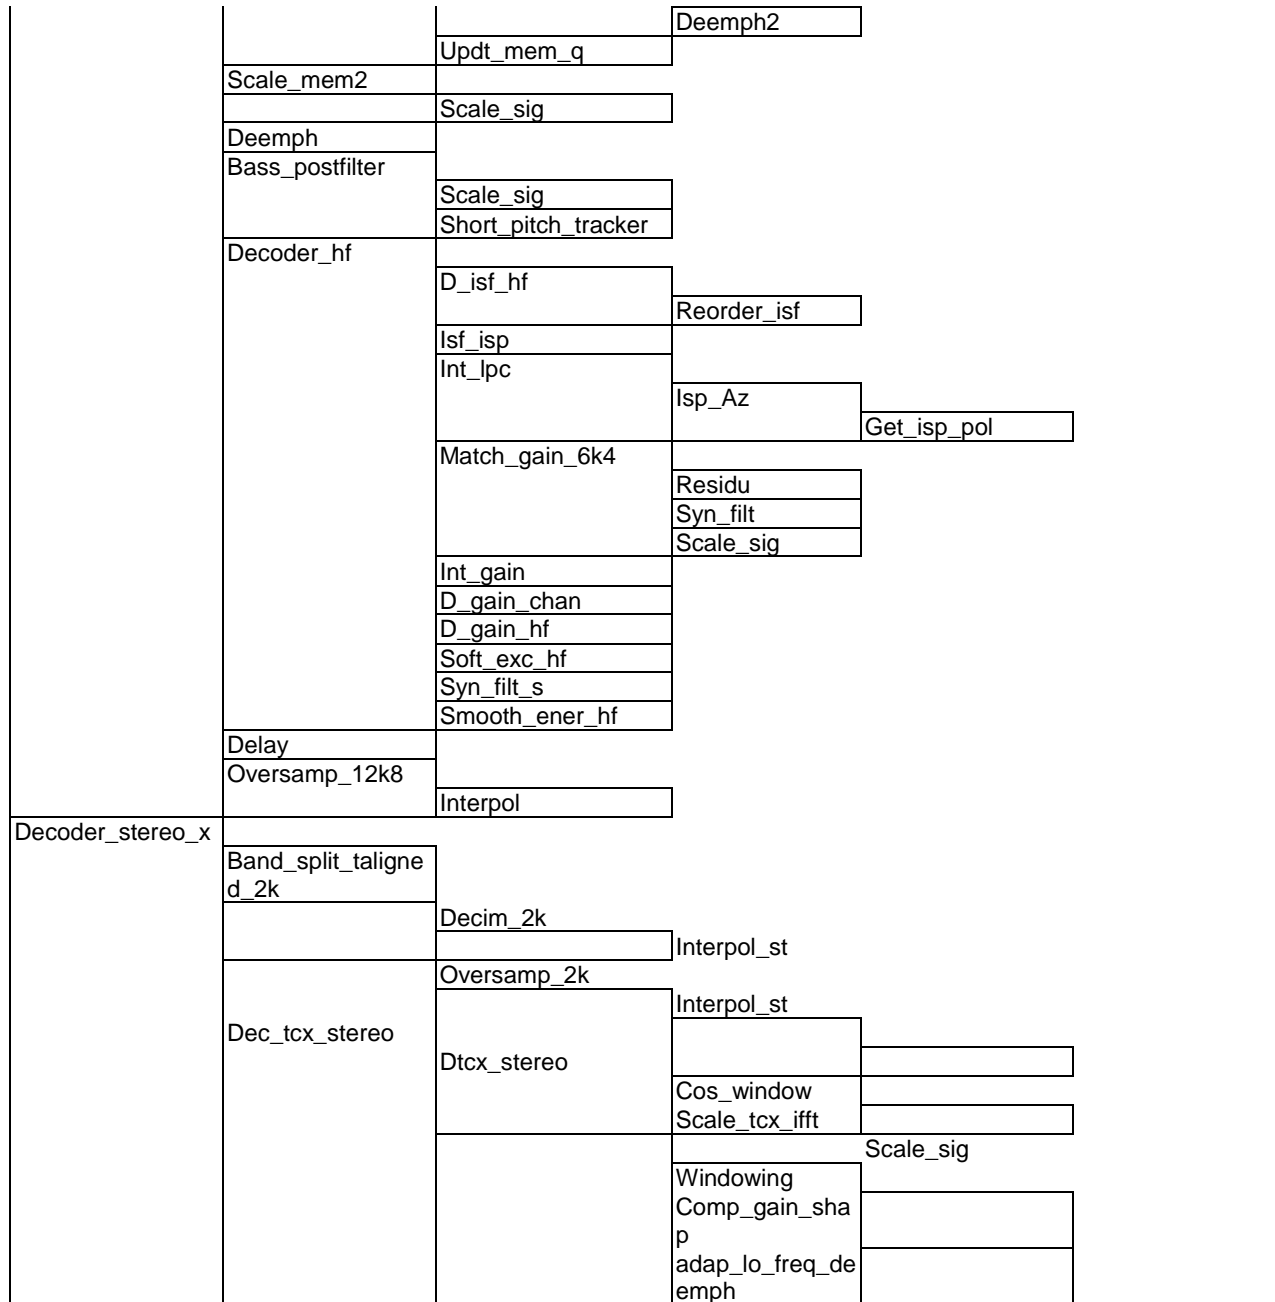 Deemph2
Updt_mem_q
Scale_mem2
Scale_sig
Deemph
Bass_postfilter
Scale_sig
Short_pitch_tracker
Decoder_hf
D_isf_hf
Reorder_isf
Isf_isp
Int_lpc
Isp_Az
Get_isp_pol
Match_gain_6k4
Residu
Syn_filt
Scale_sig
Int_gain
D_gain_chan
D_gain_hf
Soft_exc_hf
Syn_filt_s
Smooth_ener_hf
Delay
Oversamp_12k8
Interpol
Decoder_stereo_x
Band_split_taligne
d_2k
Decim_2k
Interpol_st
Oversamp_2k
Interpol_st
Dec_tcx_stereo
Dtcx_stereo
Cos_window
Scale_tcx_ifft
Scale_sig
Windowing
Comp_gain_sha
p
adap_lo_freq_de
emph